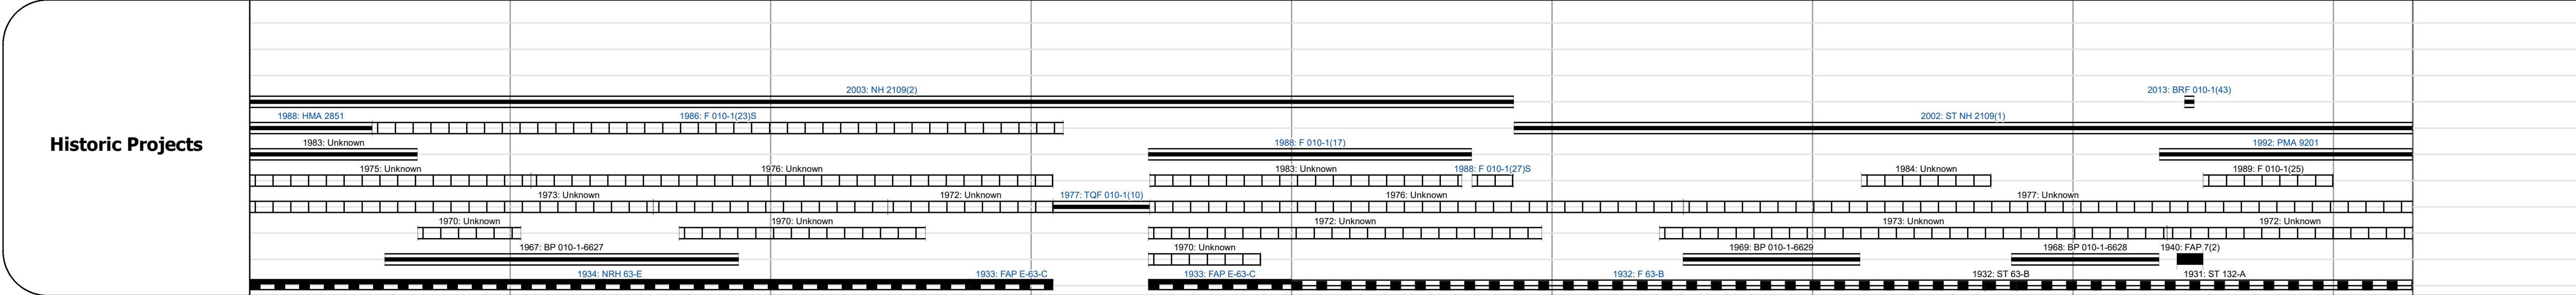 Historic Projects
2003: NH 2109(2)
2013: BRF 010-1(43)
1988: HMA 2851
1986: F 010-1(23)S
2002: ST NH 2109(1)
1983: Unknown
1988: F 010-1(17)
1992: PMA 9201
1975: Unknown
1976: Unknown
1983: Unknown
1988: F 010-1(27)S
1984: Unknown
1989: F 010-1(25)
1973: Unknown
1972: Unknown
1977: TQF 010-1(10)
1976: Unknown
1977: Unknown
1970: Unknown
1970: Unknown
1972: Unknown
1973: Unknown
1972: Unknown
1967: BP 010-1-6627
1970: Unknown
1969: BP 010-1-6629
1968: BP 010-1-6628
1940: FAP 7(2)
1934: NRH 63-E
1933: FAP E-63-C
1933: FAP E-63-C
1932: F 63-B
1932: ST 63-B
1931: ST 132-A